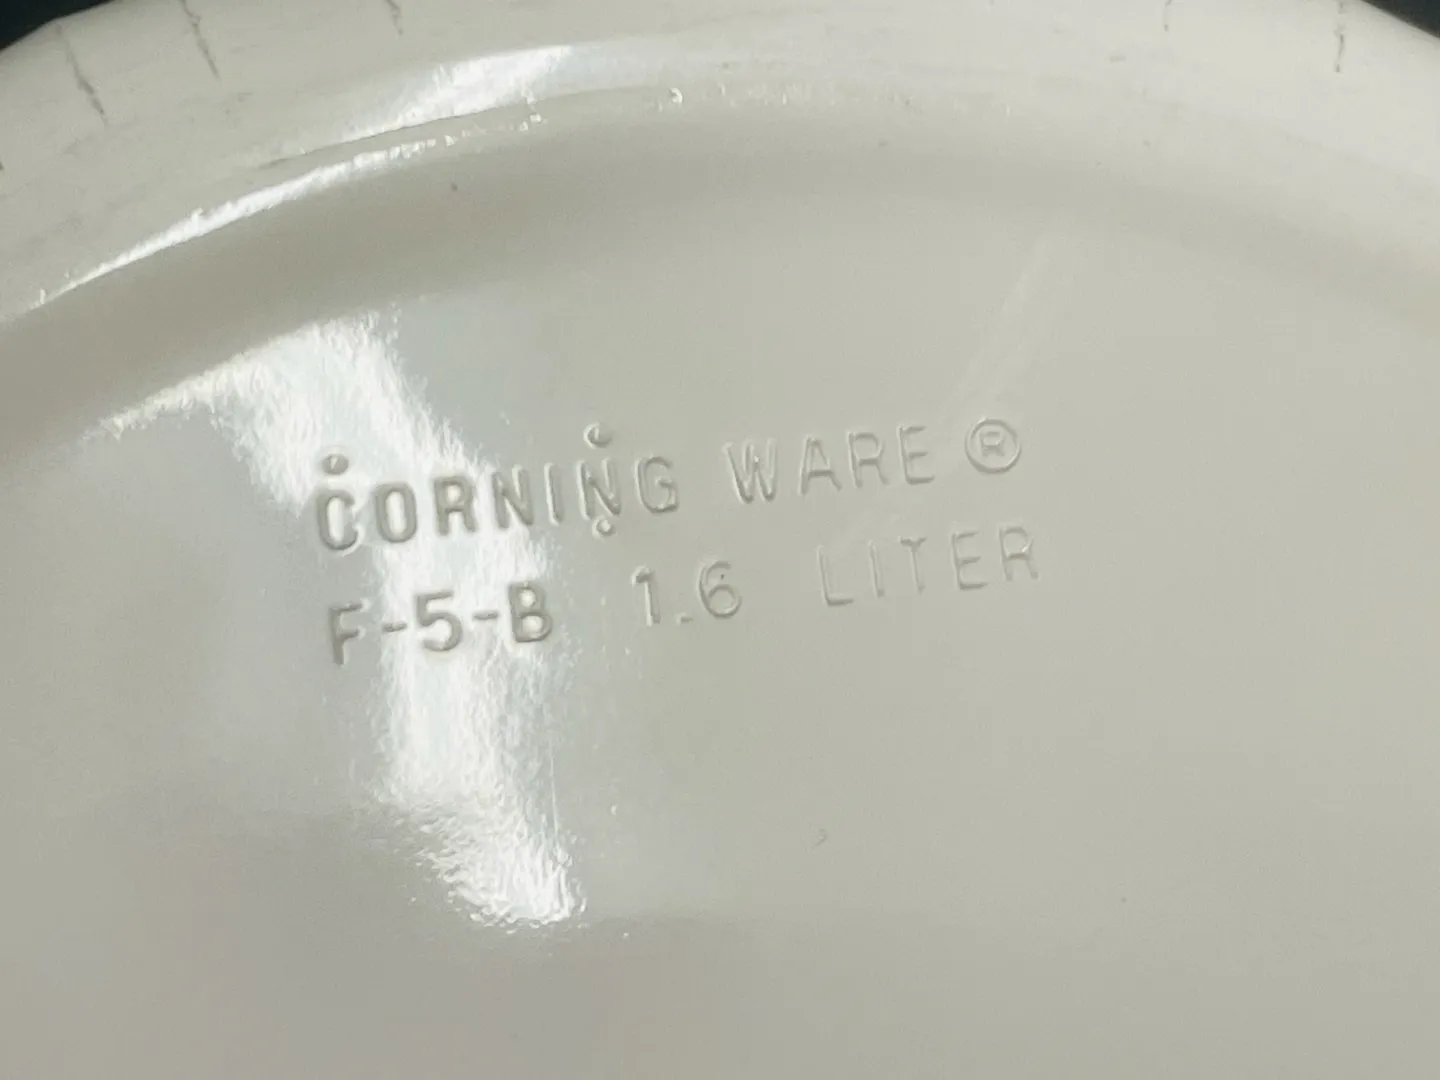 CORNING WARE ®
F-5-B 1.6 LITER